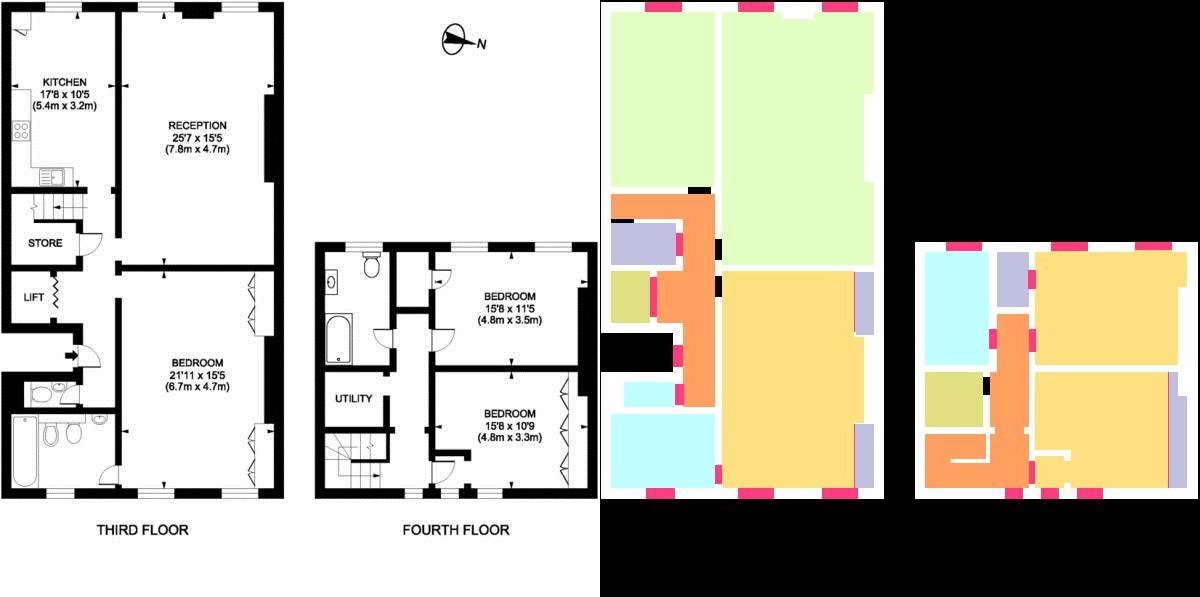 N
KITCHEN
17'8 x 10'5
(5.4m x 3.2m)
RECEPTION
25'7 x 15'5
(7.8m x 4.7m)
STORE
LIFT
BEDROOM
21'11 x 15'5
(6.7m x 4.7m)
THIRD FLOOR
BEDROOM
15'8 x 11'5
(4.8m x 3.5m)
UTILITY
BEDROOM
15'8 x 10'9
(4.8m x 3.3m)
FOURTH FLOOR